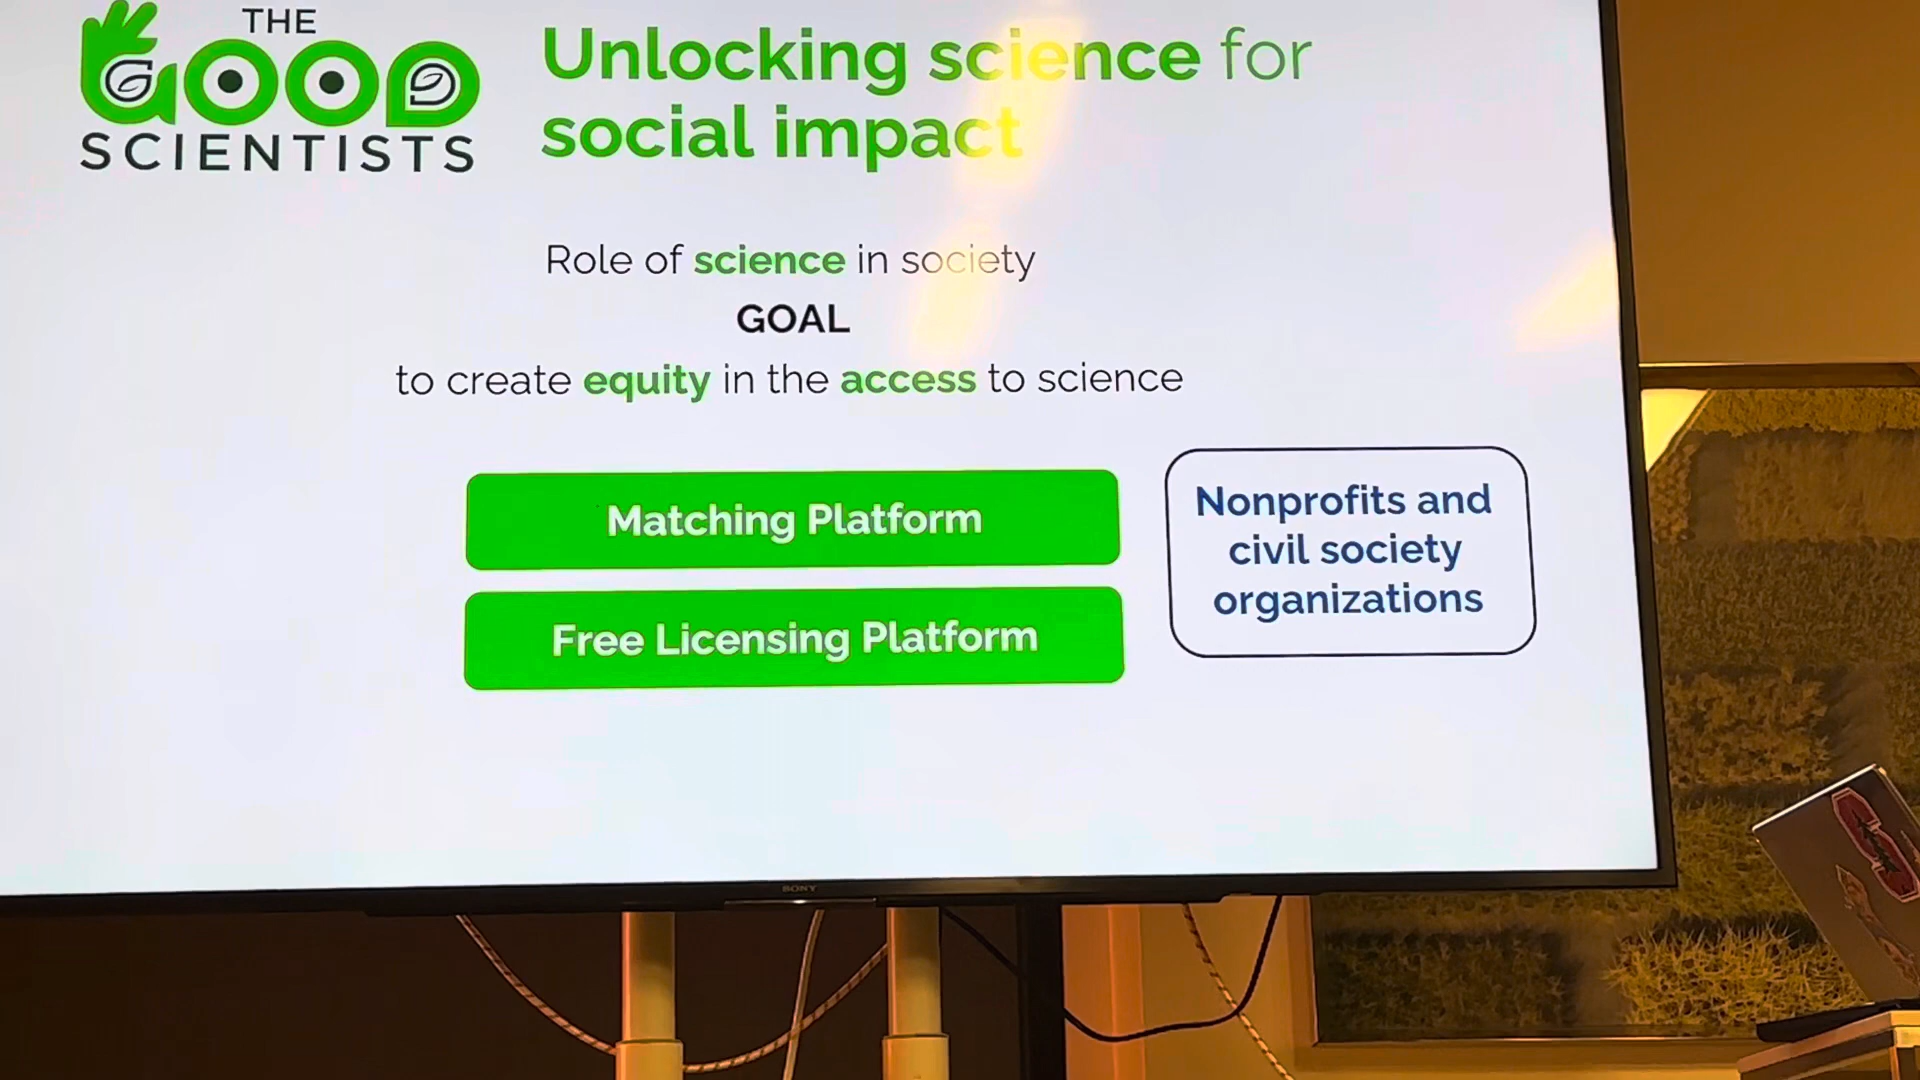 THE
GOOD
SCIENTISTS
Unlocking science for
social impact
Role of science in society
GOAL
to create equity in the access to science
Matching Platform
Free Licensing Platform
Nonprofits and
civil society
organizations
SONY